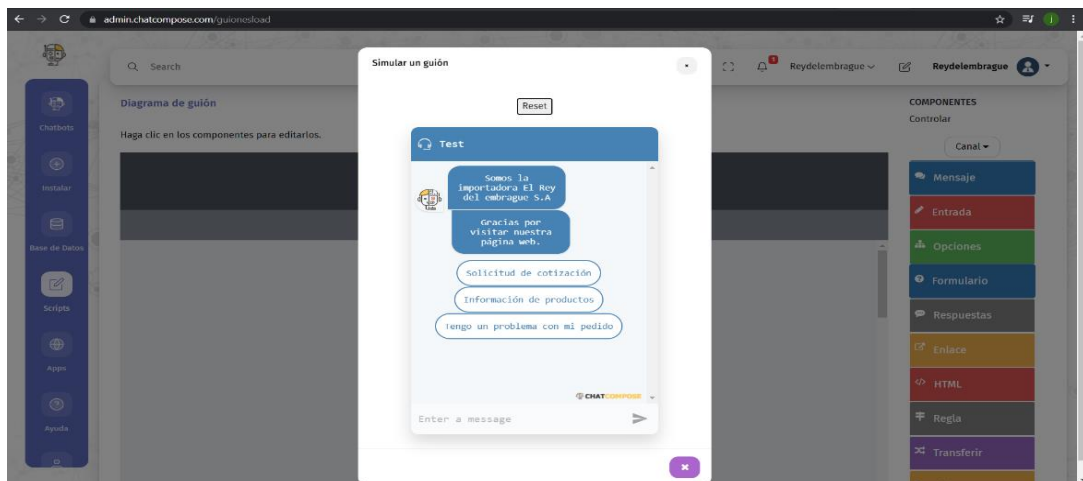 admin.chatcompose.com/guionesload
j
Search
Simular un guión
1
Reydelembrague
Reydelembrague
Chatbots
Instalar
Base de Datos
Scripts
Apps
Ayuda
Diagrama de guión
Haga clic en los componentes para editarlos.
Reset
Test
Somos la
importadora El Rey
del embrague S.A
Gracias por
visitar nuestra
página web.
Solicitud de cotización
Información de productos
Tengo un problema con mi pedido
CHATCOMPOSE
Enter a message
COMPONENTES
Controlar
Canal
Mensaje
Entrada
Opciones
Formulario
Respuestas
Enlace
HTML
Regla
Transferir